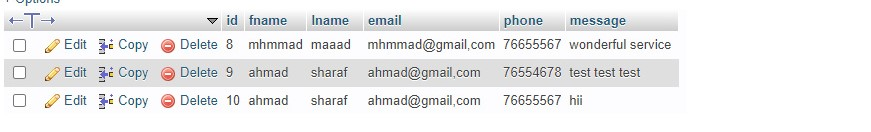 + Options
id fname lname email phone message
Edit Copy Delete 8 mhmmad maaad mhmmad@gmail,com 76655567 wonderful service
Edit Copy Delete 9 ahmad sharaf ahmad@gmail,com 76554678 test test test
Edit Copy Delete 10 ahmad sharaf ahmad@gmail,com 76655567 hii